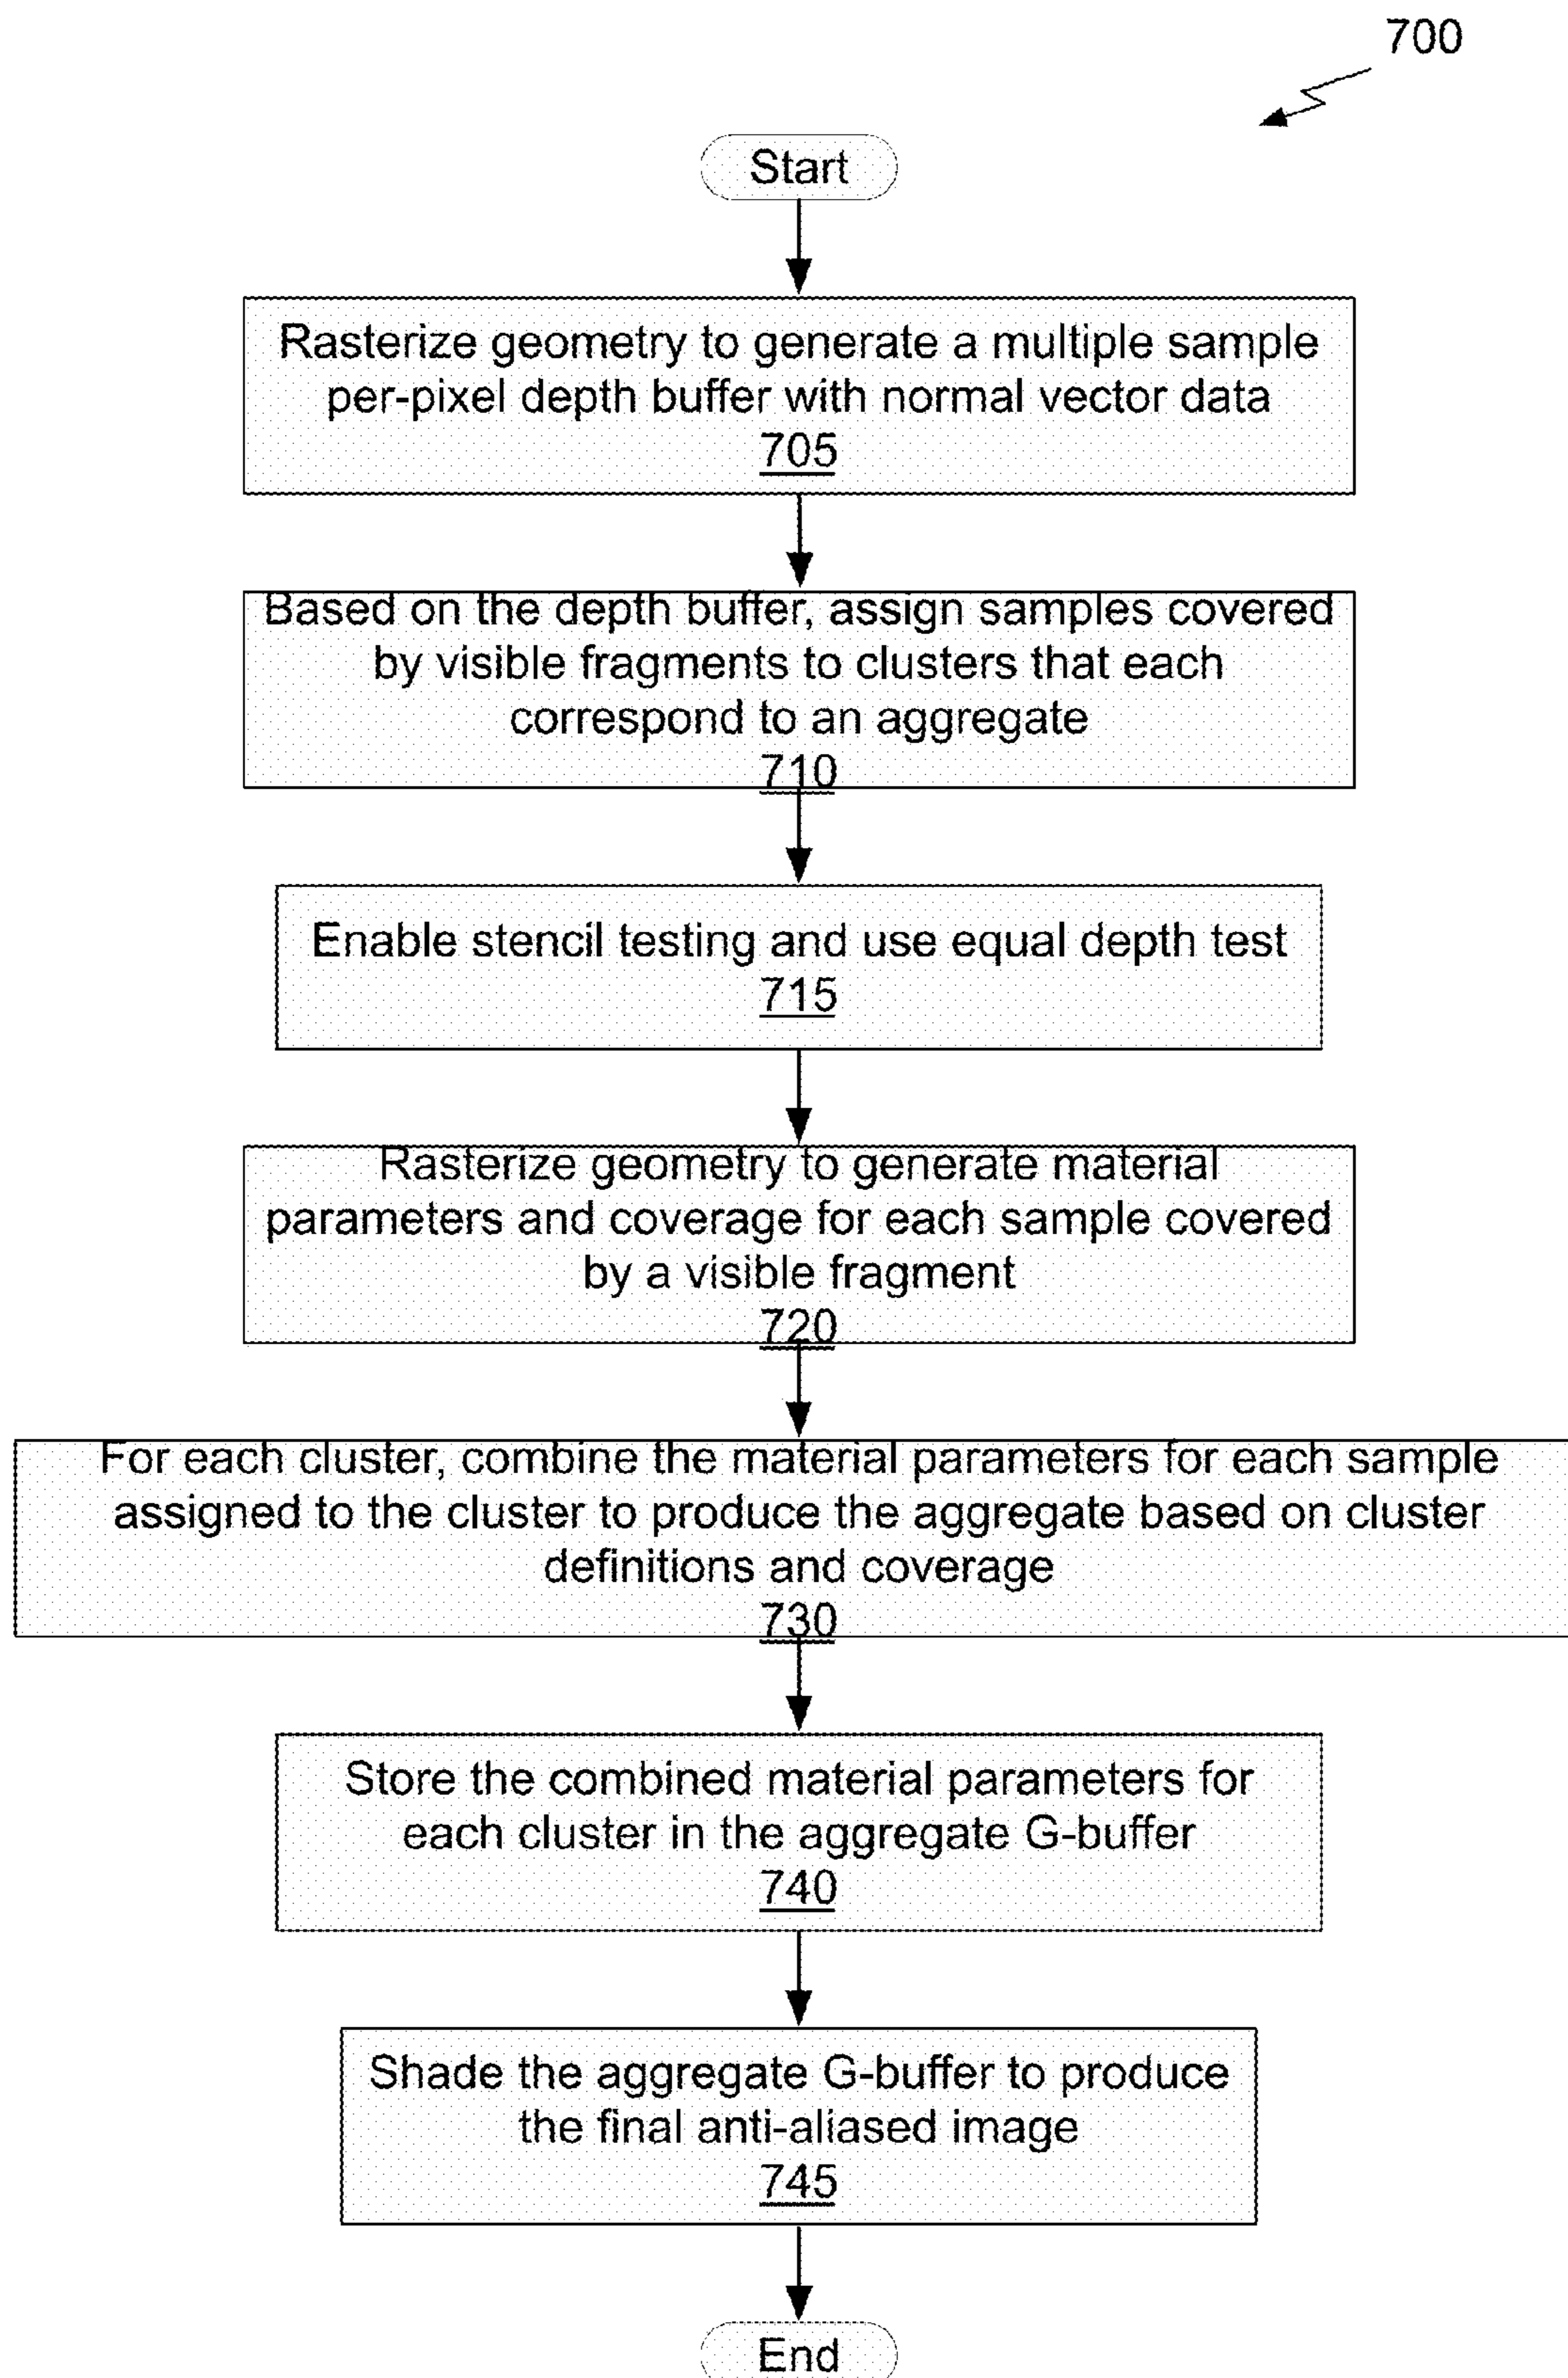 700
Start
Rasterize geometry to generate a multiple sample
per-pixel depth buffer with normal vector data
705
Based on the depth buffer, assign samples covered
by visible fragments to clusters that each
correspond to an aggregate
710
Enable stencil testing and use equal depth test
715
Rasterize geometry to generate material
parameters and coverage for each sample covered
by a visible fragment
720
For each cluster, combine the material parameters for each sample
assigned to the cluster to produce the aggregate based on cluster
definitions and coverage
730
Store the combined material parameters for
each cluster in the aggregate G-buffer
740
Shade the aggregate G-buffer to produce
the final anti-aliased image
745
End